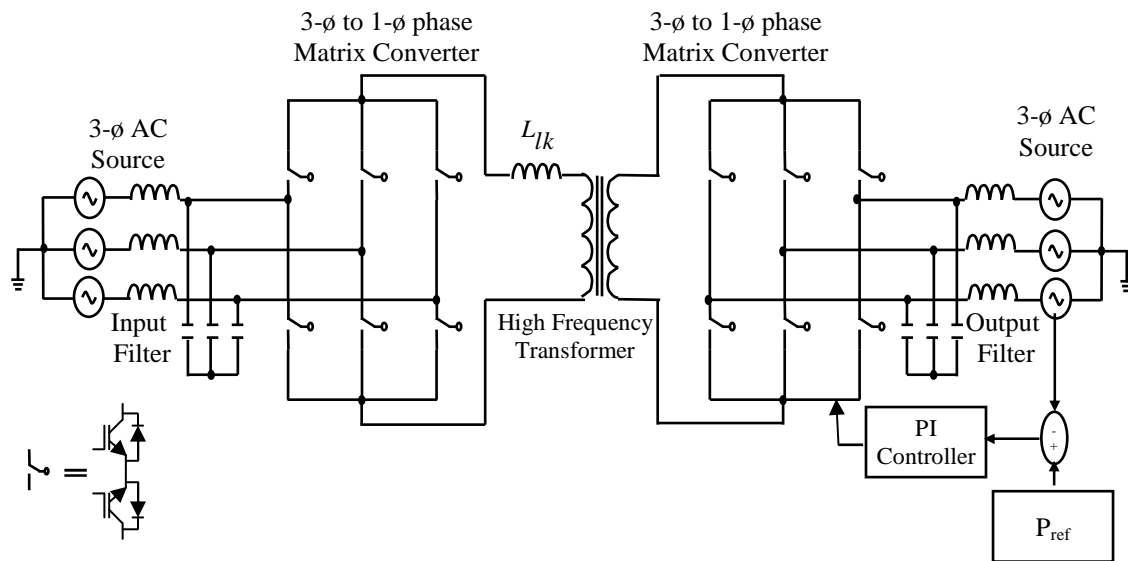 3-ø to 1-ø phase
Matrix Converter
3-ø to 1-ø phase
Matrix Converter
3-ø AC
Source
L_lk
3-ø AC
Source
Input
Filter
High Frequency
Transformer
Output
Filter
PI
Controller
-
+
P_ref